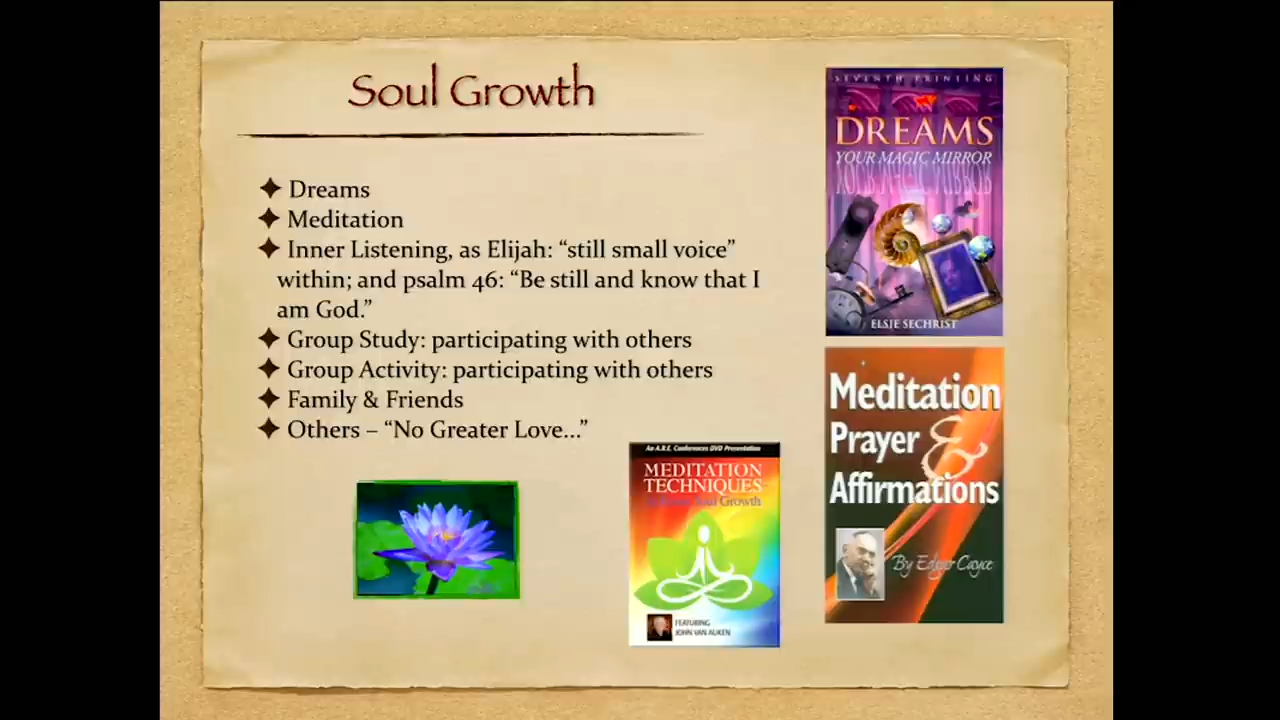 Soul Growth
✦ Dreams
✦ Meditation
✦ Inner Listening, as Elijah: “still small voice”
within; and psalm 46: “Be still and know that I
am God.”
✦ Group Study: participating with others
✦ Group Activity: participating with others
✦ Family & Friends
✦ Others – “No Greater Love...”
SEVENTH PRINTING
DREAMS
YOUR MAGIC MIRROR
ELSJE SECHRIST
Meditation
Prayer &
Affirmations
By Edgar Cayce
An A.R.E. Conferences DVD Presentation
MEDITATION
TECHNIQUES
Soul Growth
FEATURING
JOHN VAN AUKEN